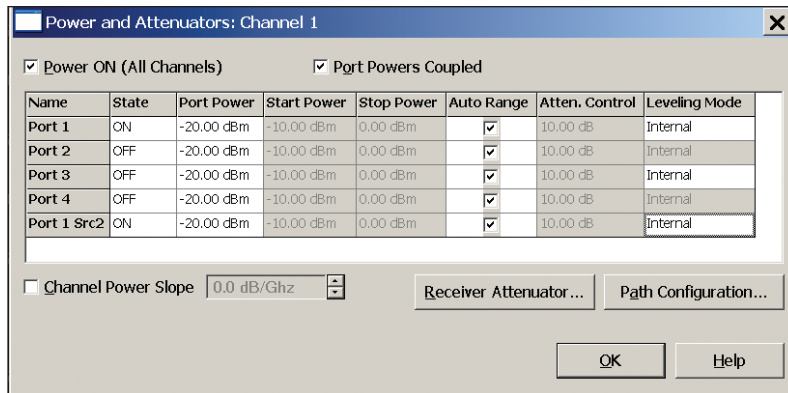 Power and Attenuators: Channel 1
Power ON (All Channels) Port Powers Coupled
Name State Port Power Start Power Stop Power Auto Range Atten. Control Leveling Mode
Port 1 ON -20.00 dBm -10.00 dBm 0.00 dBm 10.00 dB Internal
Port 2 OFF -20.00 dBm -10.00 dBm 0.00 dBm 10.00 dB Internal
Port 3 OFF -20.00 dBm -10.00 dBm 0.00 dBm 10.00 dB Internal
Port 4 OFF -20.00 dBm -10.00 dBm 0.00 dBm 10.00 dB Internal
Port 1 Src2 ON -20.00 dBm -10.00 dBm 0.00 dBm 10.00 dB Internal
Channel Power Slope 0.0 dB/Ghz Receiver Attenuator... Path Configuration...
OK Help